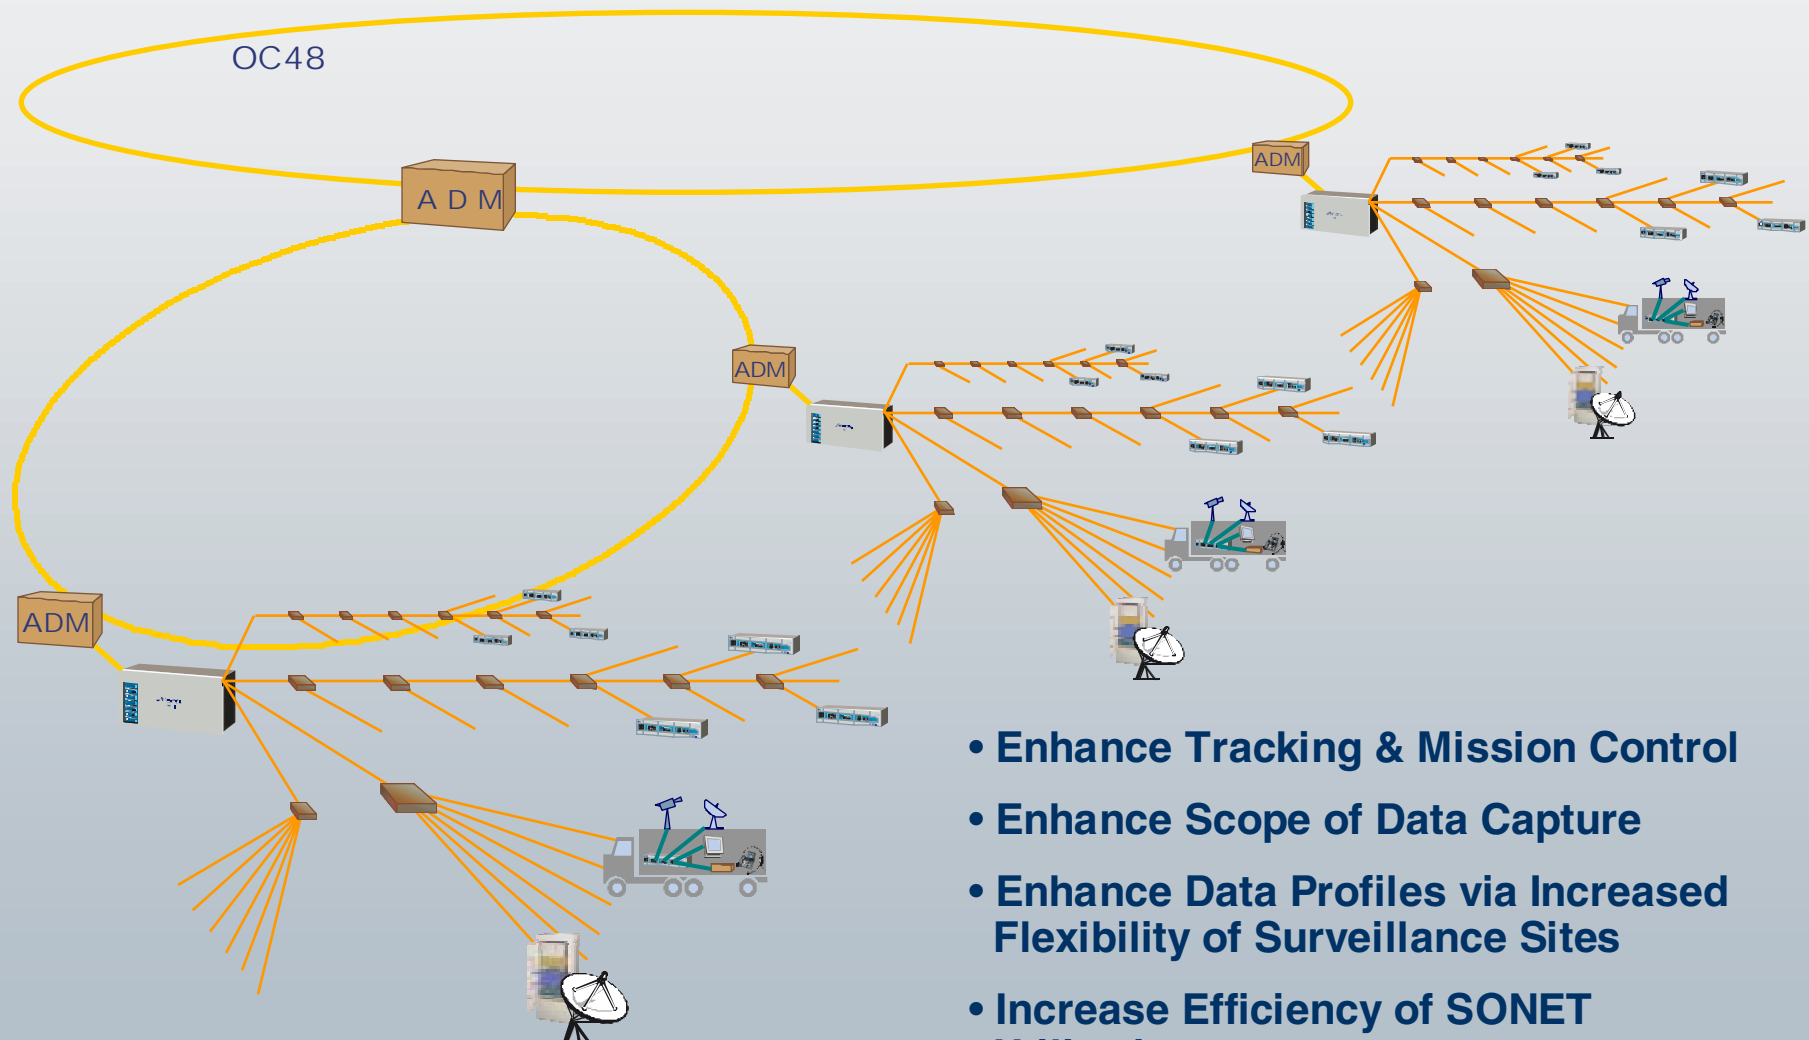 OC48
ADM
A D M
ADM
ADM
• Enhance Tracking & Mission Control
• Enhance Scope of Data Capture
• Enhance Data Profiles via Increased
Flexibility of Surveillance Sites
• Increase Efficiency of SONET